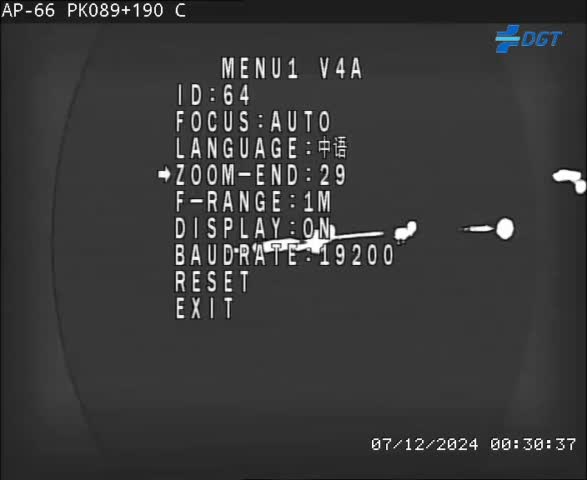 AP-66 PK089+190 C
DGT
MENU1 V4A
ID:64
FOCUS:AUTO
LANGUAGE:中语
ZOOM-END:29
F-RANGE:1M
DISPLAY:ON
BAUDRATE:19200
RESET
EXIT
07/12/2024 00:30:37